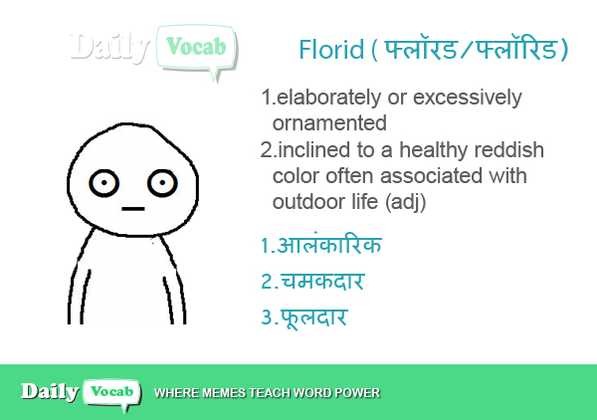 Daily Vocab
Florid ( फ्लॉरड/फ्लॉरिड)
1.elaborately or excessively
ornamented
2.inclined to a healthy reddish
color often associated with
outdoor life (adj)
1.आलंकारिक
2.चमकदार
3.फूलदार
Daily Vocab WHERE MEMES TEACH WORD POWER